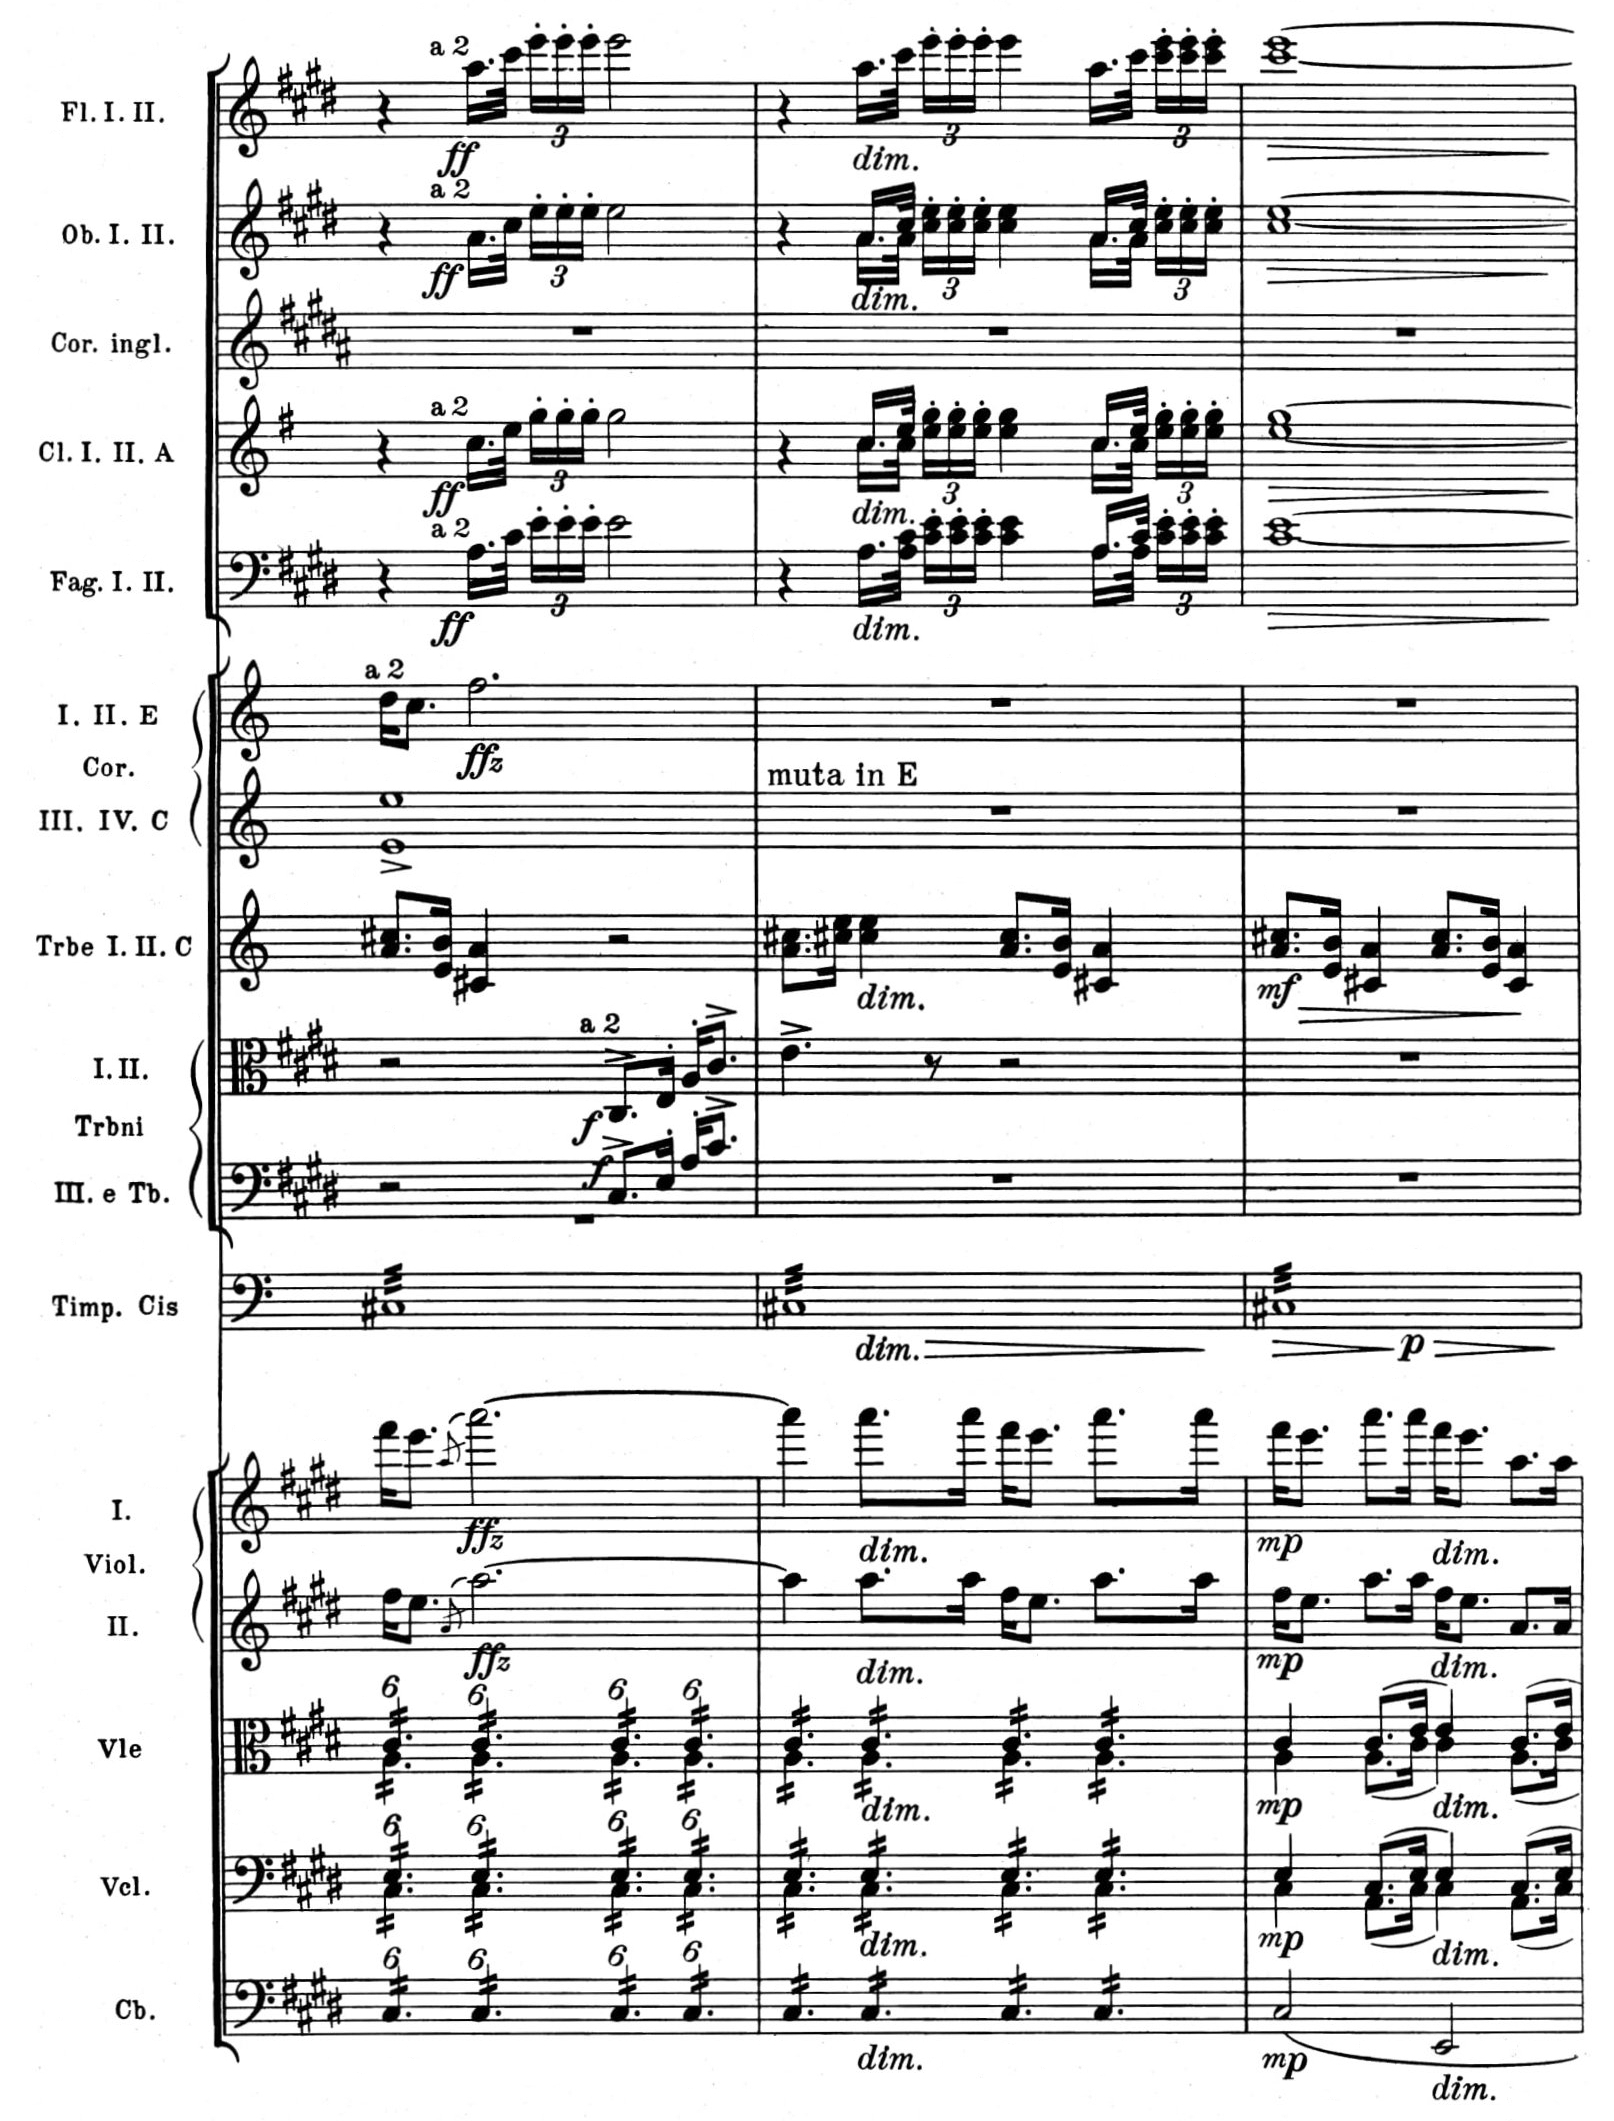 a 2
Fl. I. II.
3 3 3
ff dim.
a 2
Ob. I. II.
3 3 3
ff dim.
Cor. ingl.
a 2
Cl. I. II. A
3 3 3
ff dim.
a 2
Fag. I. II.
3 3 3
ff dim.
a 2
I. II. E
ffz
Cor.
muta in E
III. IV. C
Trbe I. II. C
dim. mf
a 2
I. II.
f
Trbni
f
III. e Tb.
Timp. Cis
dim. p
I.
ffz dim. mp dim.
Viol.
II.
ffz dim. mp dim.
6 6 6 6
Vle
dim. mp dim.
6 6 6 6
Vcl.
dim. mp dim.
6 6 6 6
Cb.
dim. mp dim.